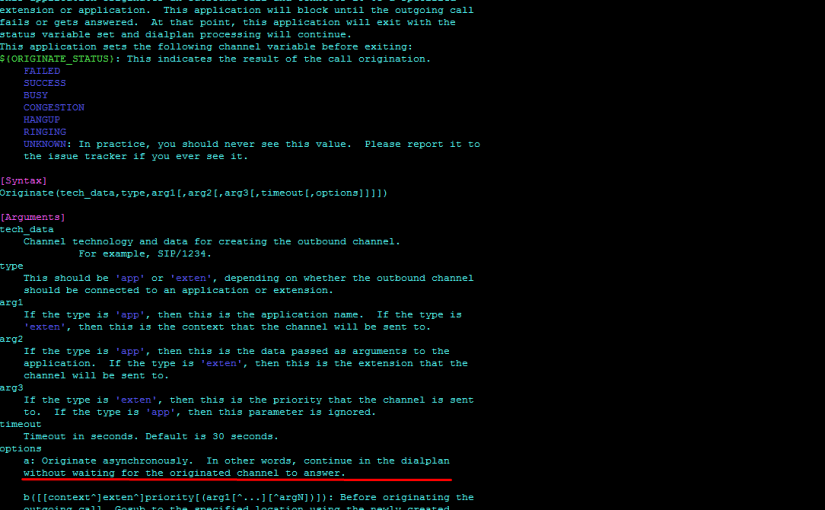 extension or application.  This application will block until the outgoing call
fails or gets answered.  At that point, this application will exit with the
status variable set and dialplan processing will continue.
This application sets the following channel variable before exiting:
$(ORIGINATE_STATUS): This indicates the result of the call origination.
    FAILED
    SUCCESS
    BUSY
    CONGESTION
    HANGUP
    RINGING
    UNKNOWN: In practice, you should never see this value.  Please report it to
    the issue tracker if you ever see it.
[Syntax]
Originate(tech_data,type,arg1[,arg2[,arg3[,timeout[,options]]]])
[Arguments]
tech_data
    Channel technology and data for creating the outbound channel.
             For example, SIP/1234.
type
    This should be 'app' or 'exten', depending on whether the outbound channel
    should be connected to an application or extension.
arg1
    If the type is 'app', then this is the application name.  If the type is
    'exten', then this is the context that the channel will be sent to.
arg2
    If the type is 'app', then this is the data passed as arguments to the
    application.  If the type is 'exten', then this is the extension that the
    channel will be sent to.
arg3
    If the type is 'exten', then this is the priority that the channel is sent
    to.  If the type is 'app', then this parameter is ignored.
timeout
    Timeout in seconds. Default is 30 seconds.
options
    a: Originate asynchronously.  In other words, continue in the dialplan
    without waiting for the originated channel to answer.
    b([[context^]exten^]priority[(arg1[^...][^argN])]): Before originating the
    outgoing call, Gosub to the specified location using the newly created